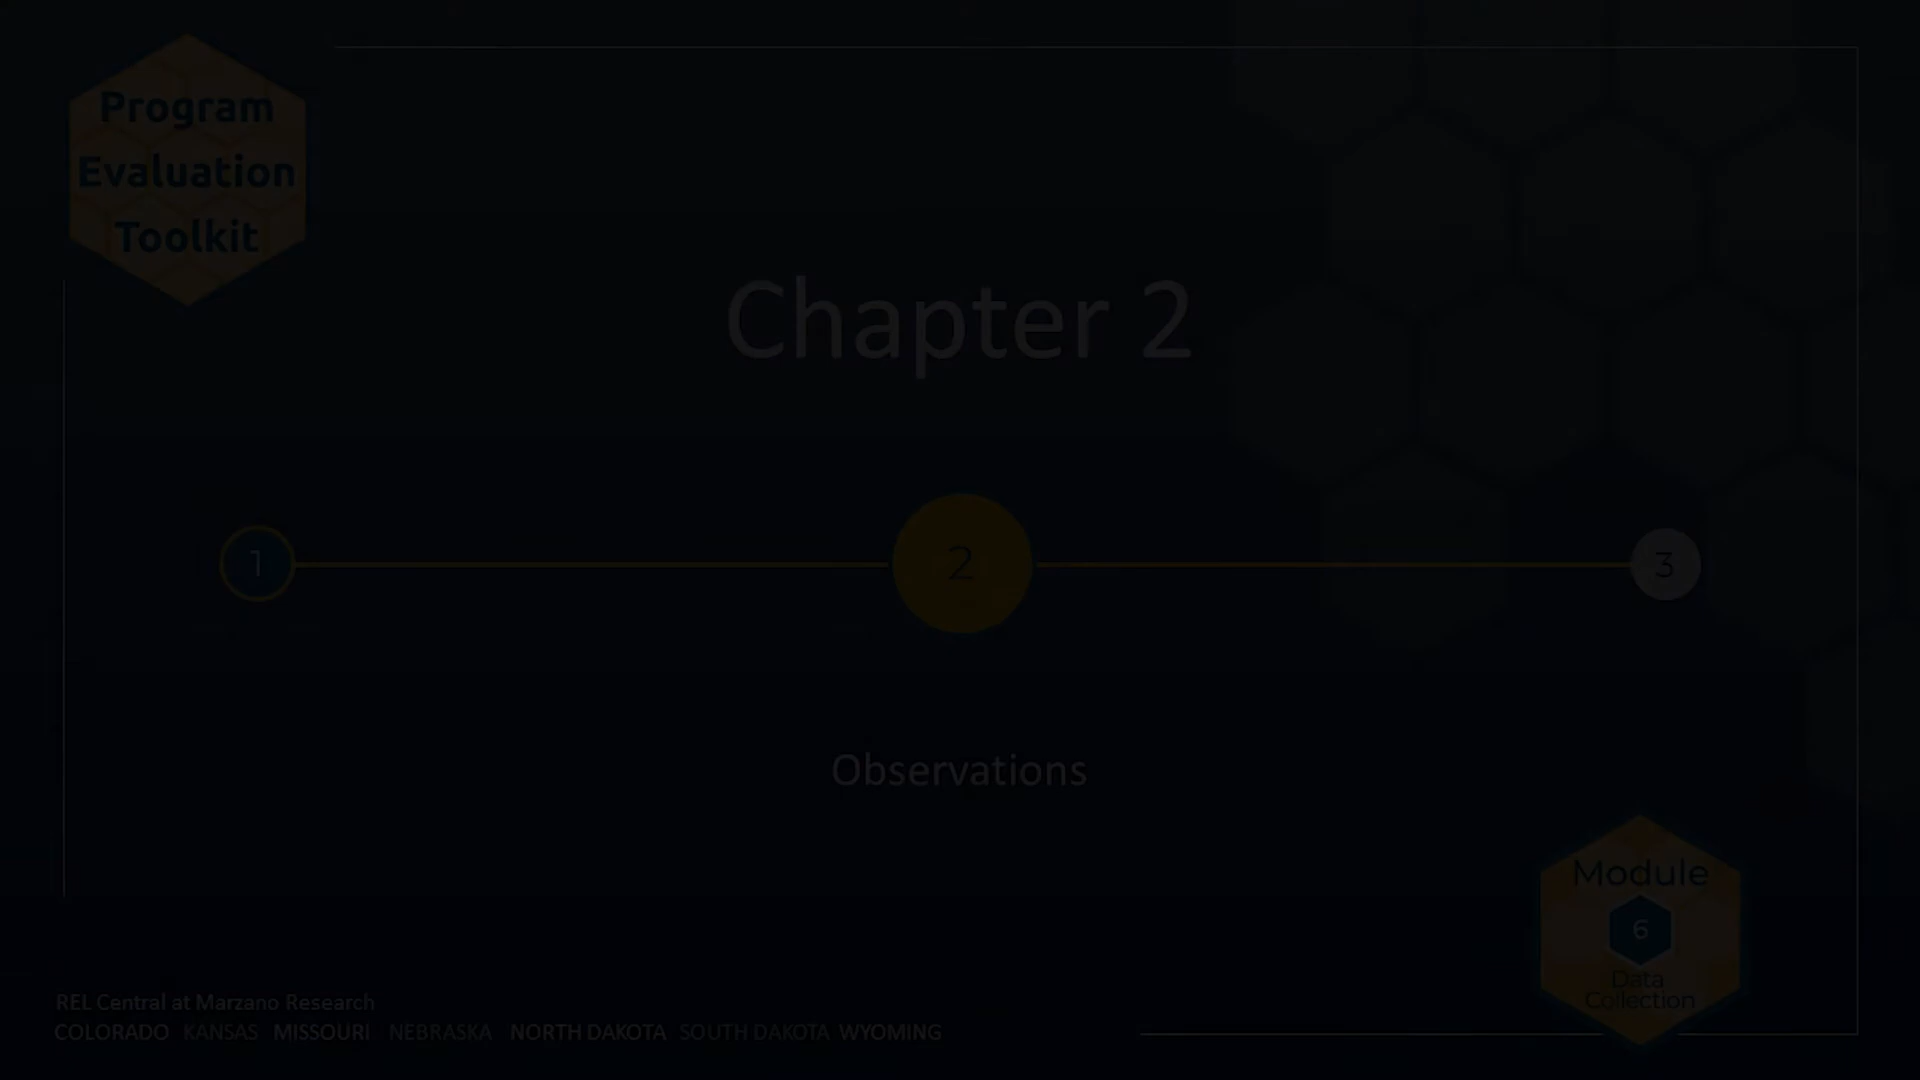 Program
Evaluation
Toolkit
Chapter 2
1
2
3
Observations
Module
6
Data
Collection
REL Central at Marzano Research
COLORADO KANSAS MISSOURI NEBRASKA NORTH DAKOTA SOUTH DAKOTA WYOMING